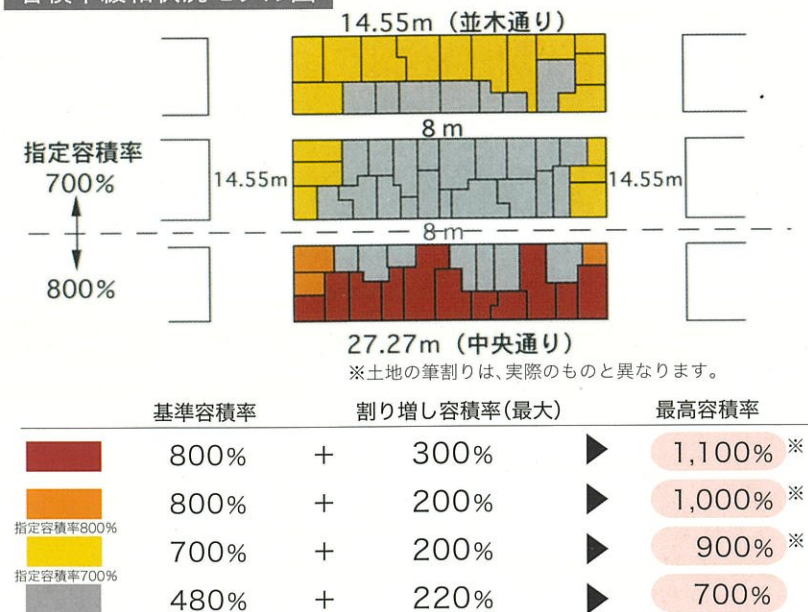 14.55m（並木通り）
8m
指定容積率
700%
14.55m
14.55m
8m
800%
27.27m（中央通り）
※土地の筆割りは、実際のものと異なります。
基準容積率 割り増し容積率(最大) 最高容積率
800% + 300% ▶ 1,100% ※
800% + 200% ▶ 1,000% ※
指定容積率800%
700% + 200% ▶ 900% ※
指定容積率700%
480% + 220% ▶ 700%